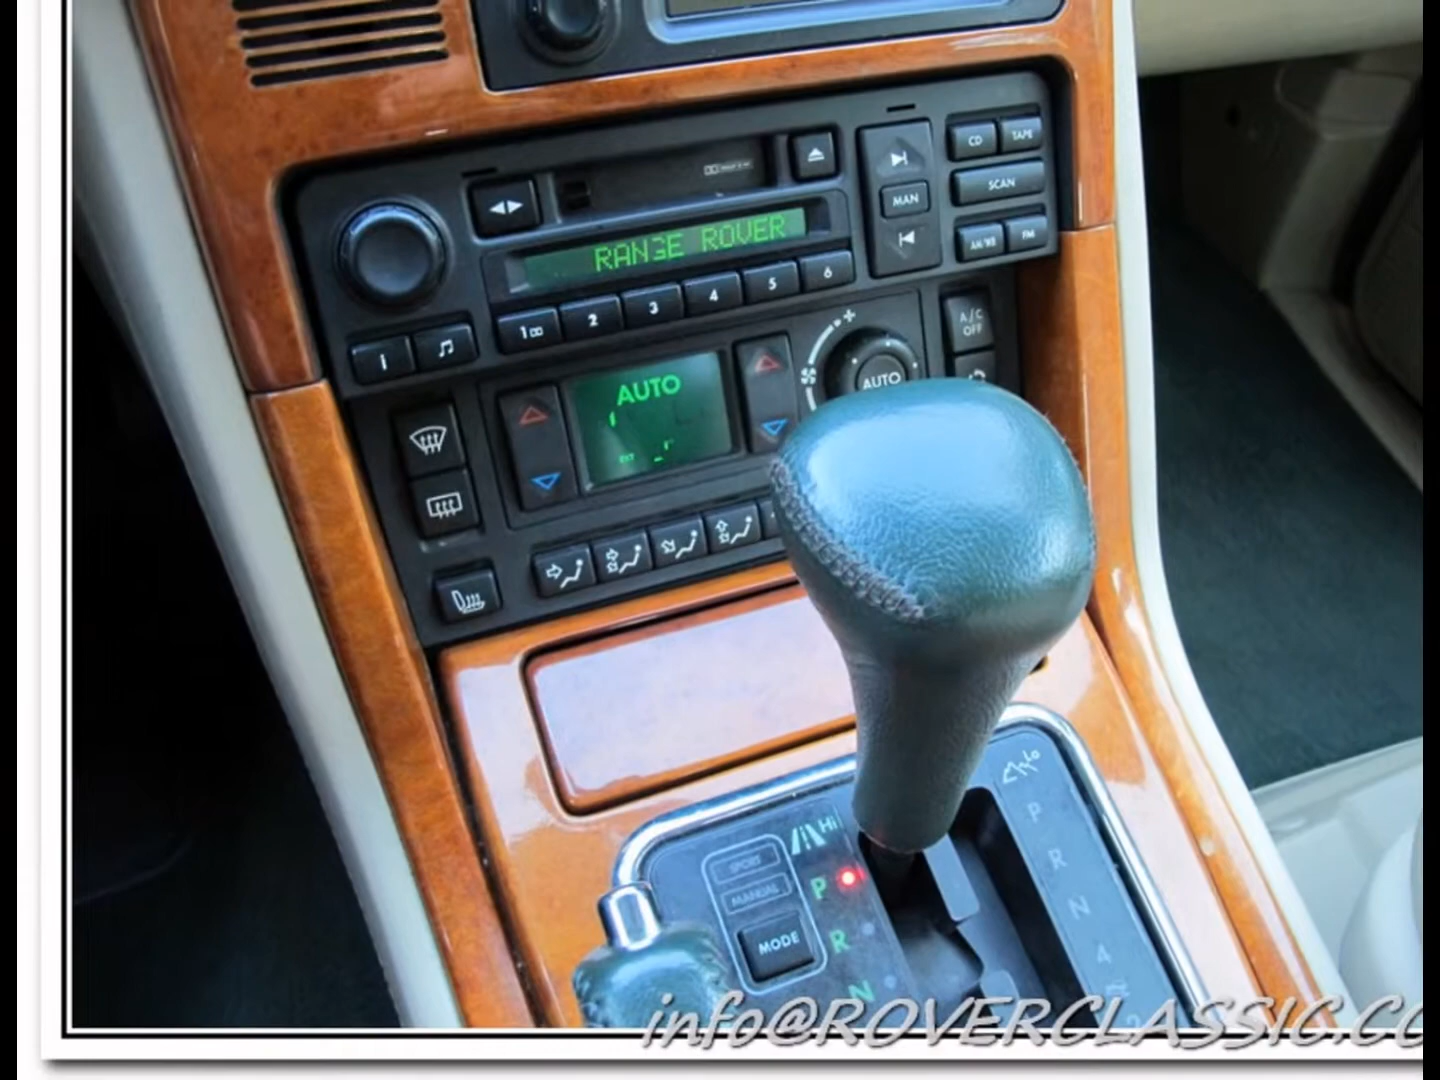 CD TAPE
SCAN
MAN
RANGE ROVER
AM/WB FM
1 2 3 4 5 6
A/C OFF
AUTO
AUTO
EXT
Hi
SPORT
MANUAL
MODE
P
R
N
P
R
N
4
info@ROVERCLASSIC.CO